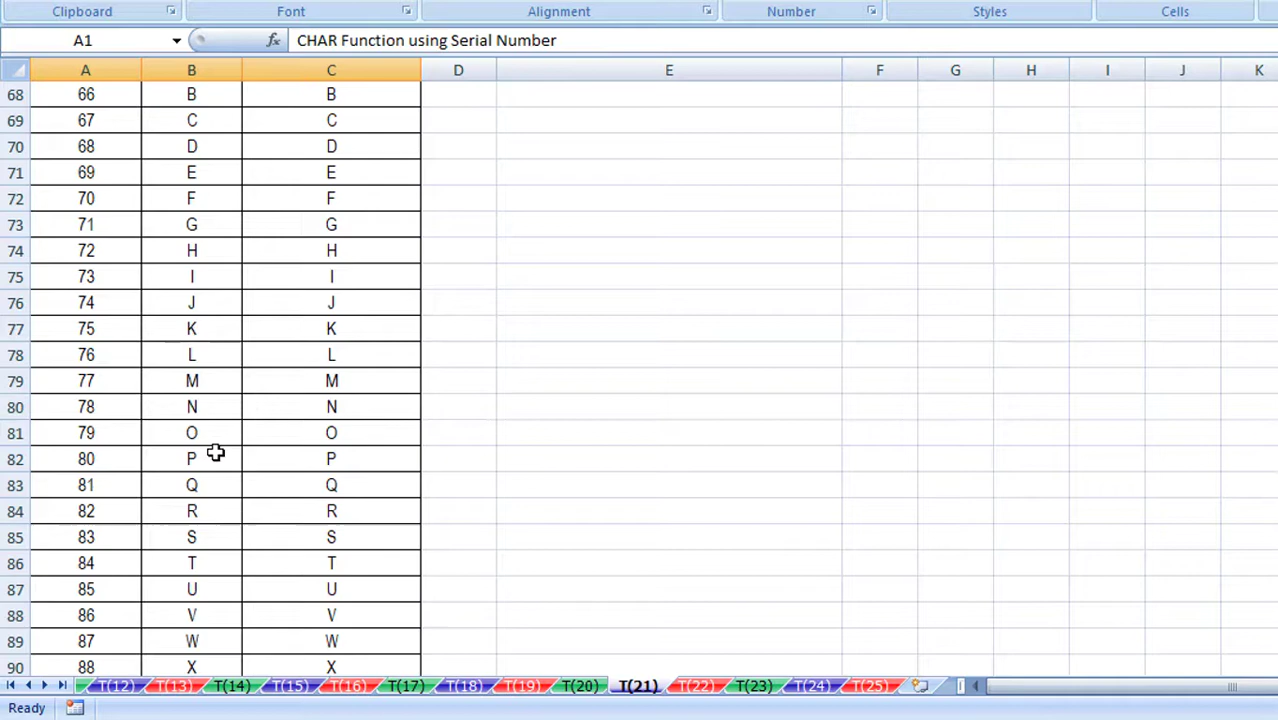 Clipboard Font Alignment Number Styles Cells
A1 fx CHAR Function using Serial Number
A B C D E F G H I J K
68 66 B B
69 67 C C
70 68 D D
71 69 E E
72 70 F F
73 71 G G
74 72 H H
75 73 I I
76 74 J J
77 75 K K
78 76 L L
79 77 M M
80 78 N N
81 79 O O
82 80 P P
83 81 Q Q
84 82 R R
85 83 S S
86 84 T T
87 85 U U
88 86 V V
89 87 W W
90 88 X X
T(12) T(13) T(14) T(15) T(16) T(17) T(18) T(19) T(20) T(21) T(22) T(23) T(24) T(25)
Ready